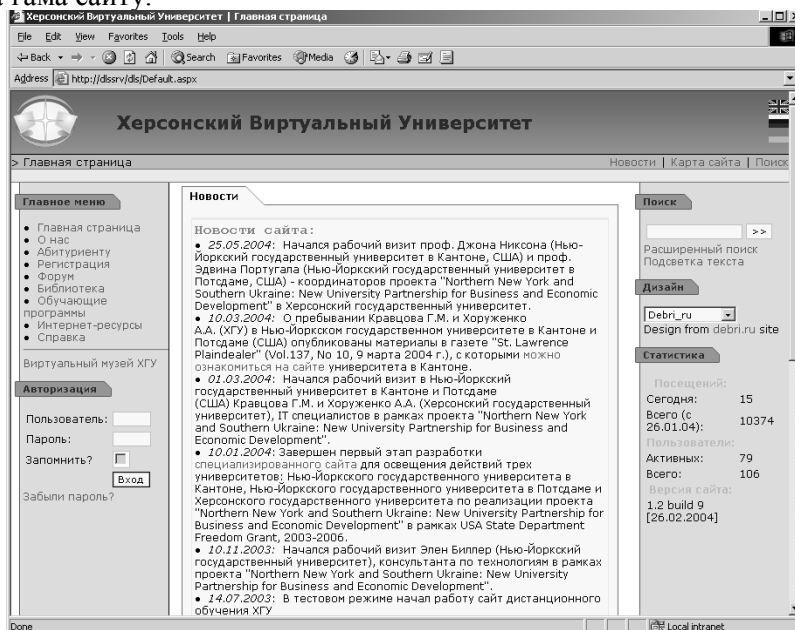 гама сайту.
Херсонский Виртуальный Университет | Главная страница
File Edit View Favorites Tools Help
Back Search Favorites Media
Address http://dlssrv/dls/Default.aspx
Херсонский Виртуальный Университет
> Главная страница
Новости | Карта сайта | Поиск
Главное меню
• Главная страница
• О нас
• Абитуриенту
• Регистрация
• Форум
• Библиотека
• Обучающие
программы
• Интернет-ресурсы
• Справка
Виртуальный музей ХГУ
Авторизация
Пользователь:
Пароль:
Запомнить?
Вход
Забыли пароль?
Новости
Новости сайта:
• 25.05.2004: Начался рабочий визит проф. Джона Никсона (Нью-
Йоркский государственный университет в Кантоне, США) и проф.
Эдвина Португала (Нью-Йоркский государственный университет в
Потсдаме, США) - координаторов проекта "Northern New York and
Southern Ukraine: New University Partnership for Business and Economic
Development" в Херсонский государственный университет.
• 10.03.2004: О пребывании Кравцова Г.М. и Хоруженко
А.А. (ХГУ) в Нью-Йоркском государственном университете в Кантоне и
Потсдаме (США) опубликованы материалы в газете "St. Lawrence
Plaindealer" (Vol.137, No 10, 9 марта 2004 г.), с которыми можно
ознакомиться на сайте университета в Кантоне.
• 01.03.2004: Начался рабочий визит в Нью-Йоркский
государственный университет в Кантоне и Потсдаме
(США) Кравцова Г.М. и Хоруженко А.А. (Херсонский государственный
университет), IT специалистов в рамках проекта "Northern New York
and Southern Ukraine: New University Partnership for Business and
Economic Development".
• 10.01.2004: Завершен первый этап разработки
специализированного сайта для освещения действий трех
университетов: Нью-Йоркского государственного университета в
Кантоне, Нью-Йоркского государственного университета в Потсдаме и
Херсонского государственного университета по реализации проекта
"Northern New York and Southern Ukraine: New University Partnership for
Business and Economic Development" в рамках USA State Department
Freedom Grant, 2003-2006.
• 10.11.2003: Начался рабочий визит Элен Биллер (Нью-Йоркский
государственный университет), консультанта по технологиям в рамках
проекта "Northern New York and Southern Ukraine: New University
Partnership for Business and Economic Development".
• 14.07.2003: В тестовом режиме начал работу сайт дистанционного
обучения ХГУ
Поиск
>>
Расширенный поиск
Подсветка текста
Дизайн
Debri_ru
Design from debri.ru site
Статистика
Посещений:
Сегодня: 15
Всего (с
26.01.04): 10374
Пользователи:
Активных: 79
Всего: 106
Версия сайта:
1.2 build 9
[26.02.2004]
Done
Local intranet